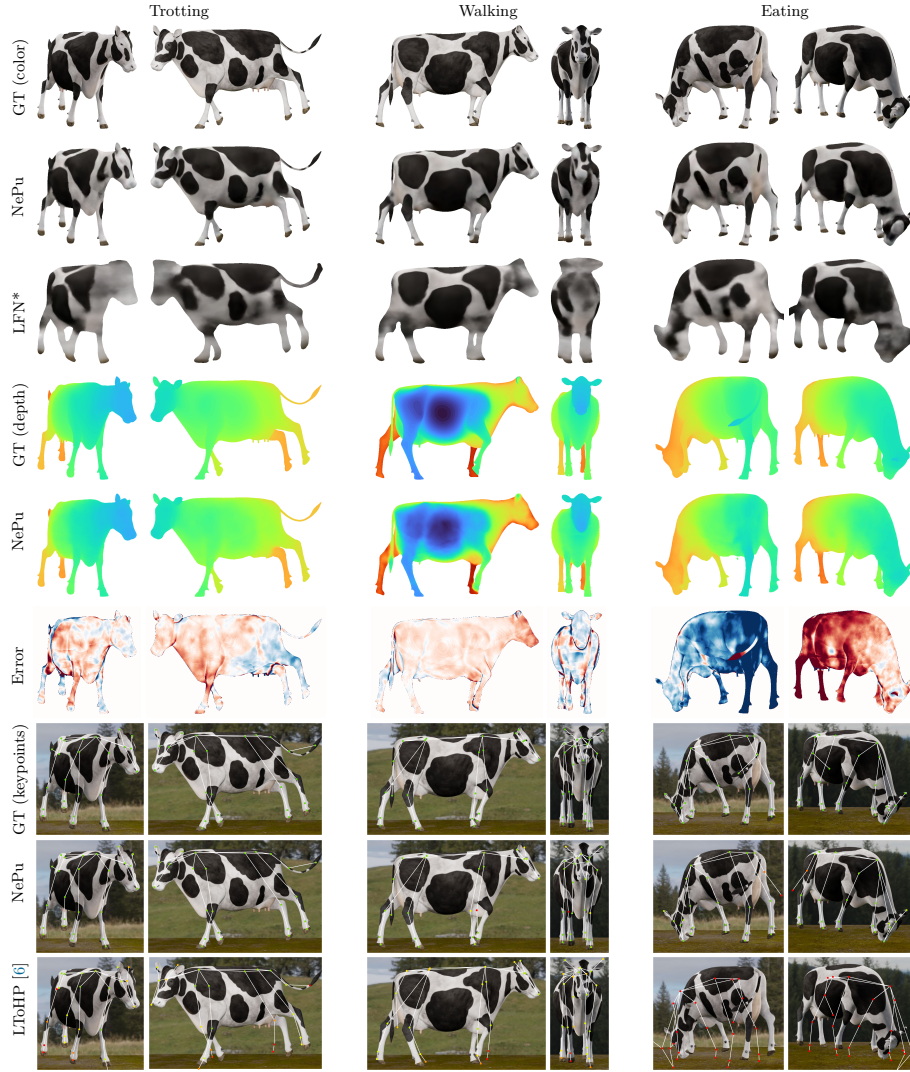 Trotting
Walking
Eating
GT (color)
NePu
LFN*
GT (depth)
NePu
Error
GT (keypoints)
NePu
LToHP [6]